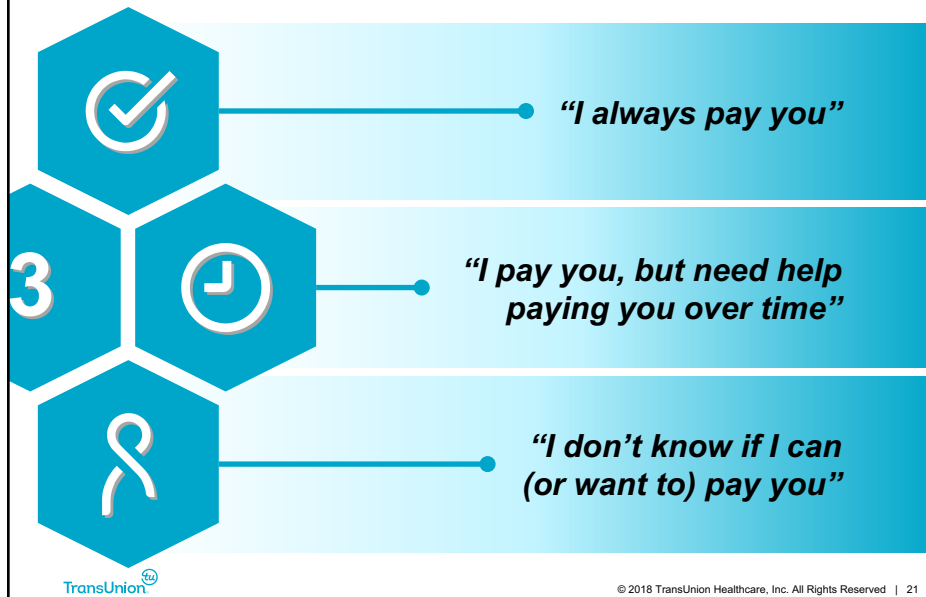 “I always pay you”
3
“I pay you, but need help
paying you over time”
“I don’t know if I can
(or want to) pay you”
TransUnion
tu
© 2018 TransUnion Healthcare, Inc. All Rights Reserved | 21